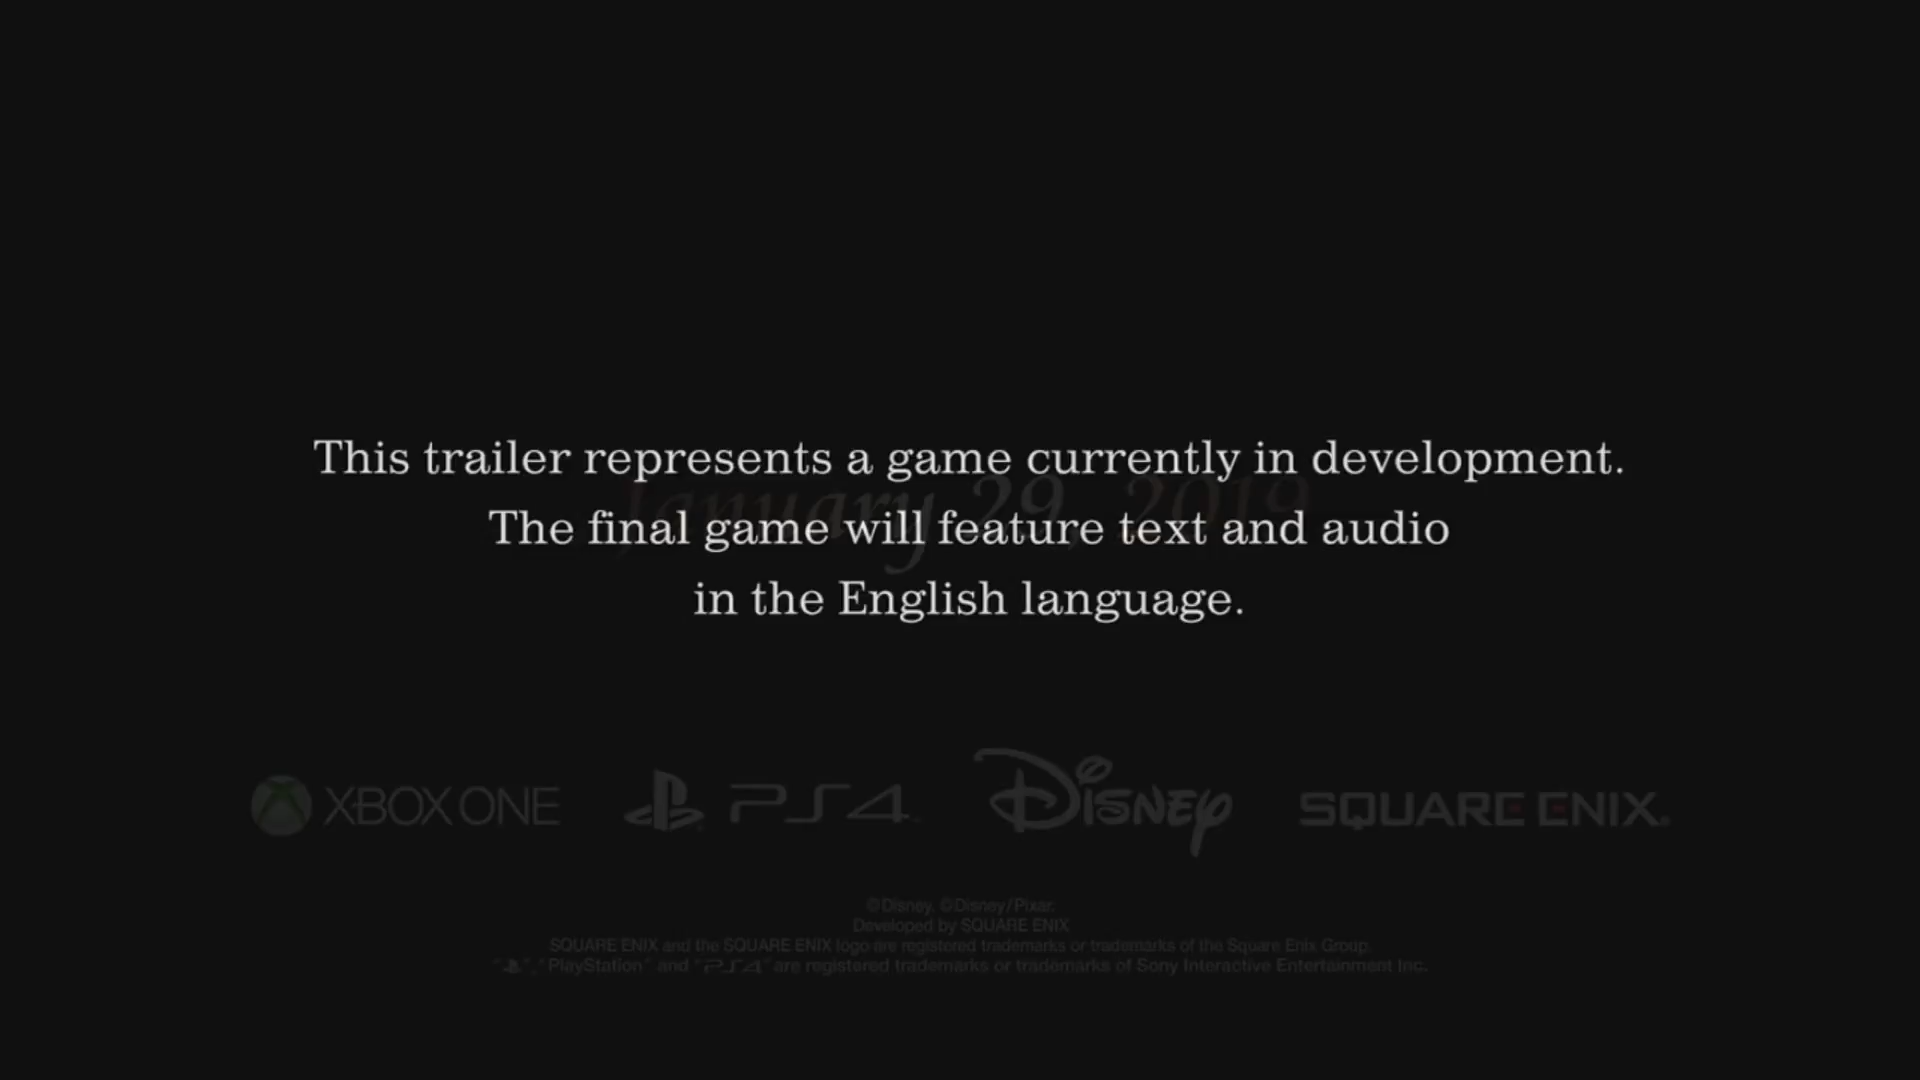 This trailer represents a game currently in development.
January 29, 2019
The final game will feature text and audio
in the English language.
XBOX ONE PS4 Disney SQUARE ENIX
©Disney. ©Disney/Pixar.
Developed by SQUARE ENIX
SQUARE ENIX and the SQUARE ENIX logo are registered trademarks or trademarks of the Square Enix Group.
" ", "PlayStation" and "PS4" are registered trademarks or trademarks of Sony Interactive Entertainment Inc.